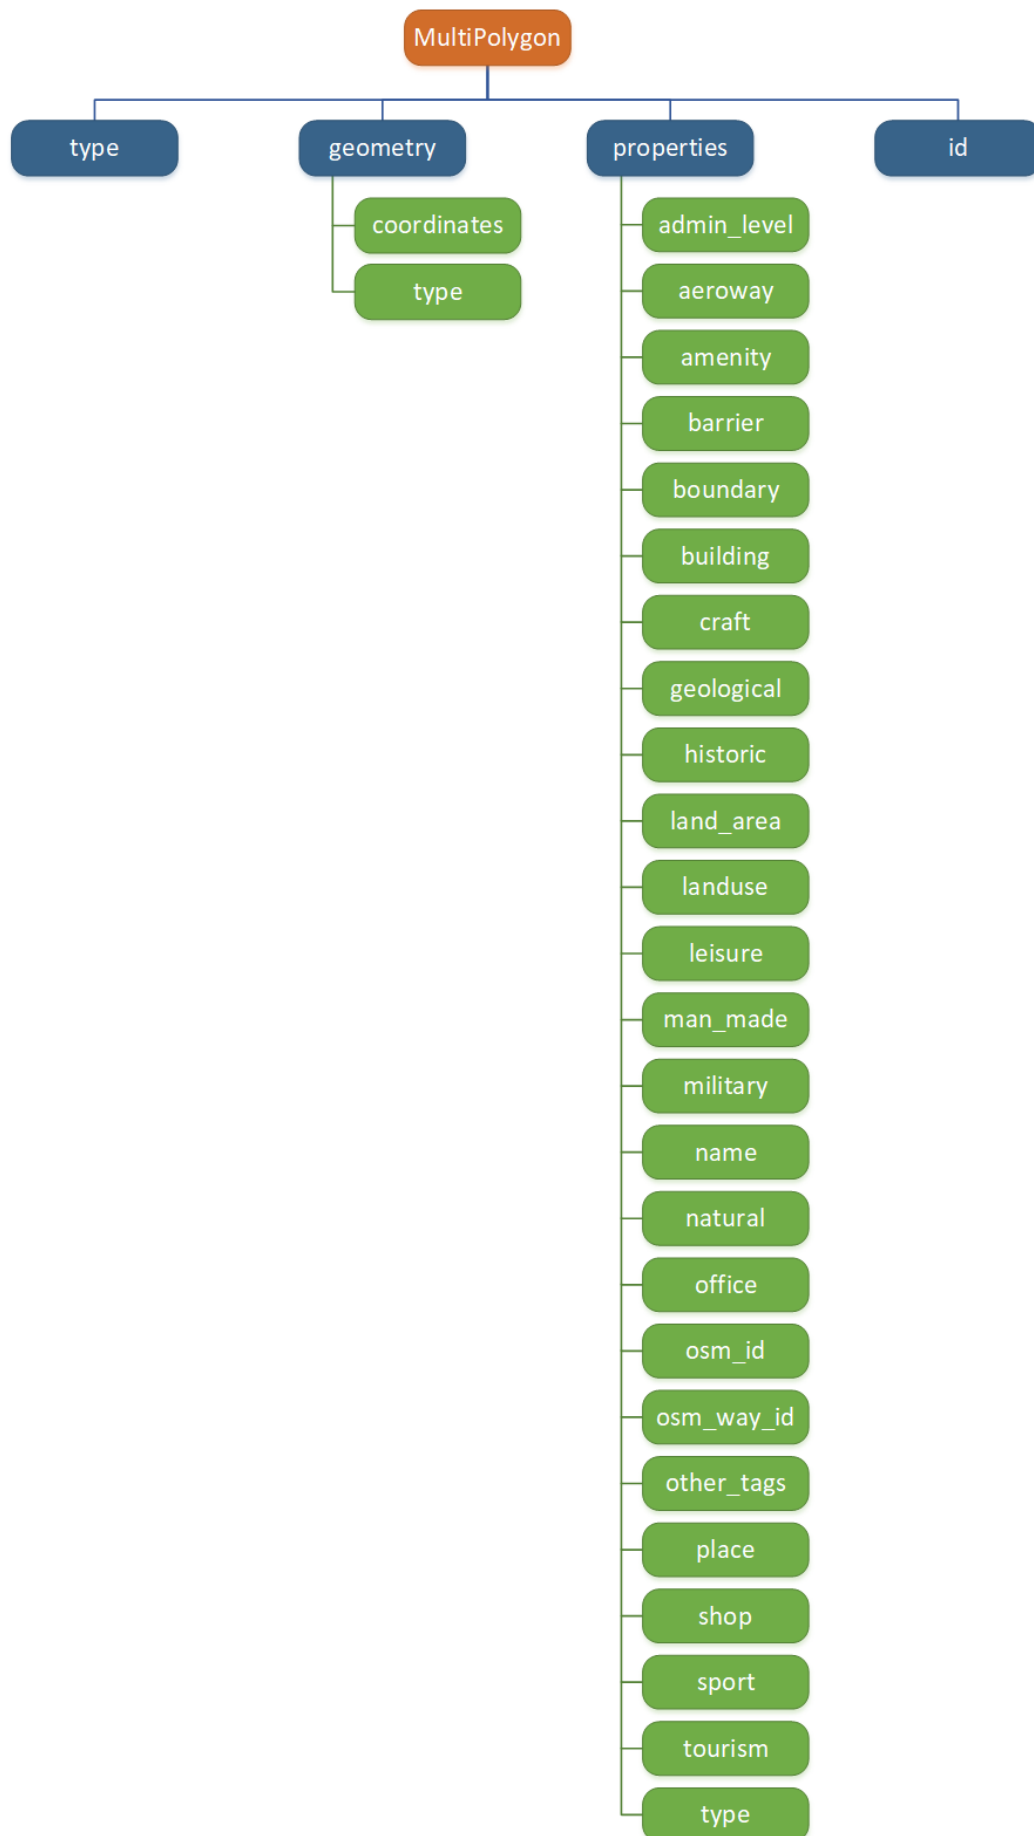 MultiPolygon
type
geometry
properties
id
coordinates
type
admin_level
aeroway
amenity
barrier
boundary
building
craft
geological
historic
land_area
landuse
leisure
man_made
military
name
natural
office
osm_id
osm_way_id
other_tags
place
shop
sport
tourism
type